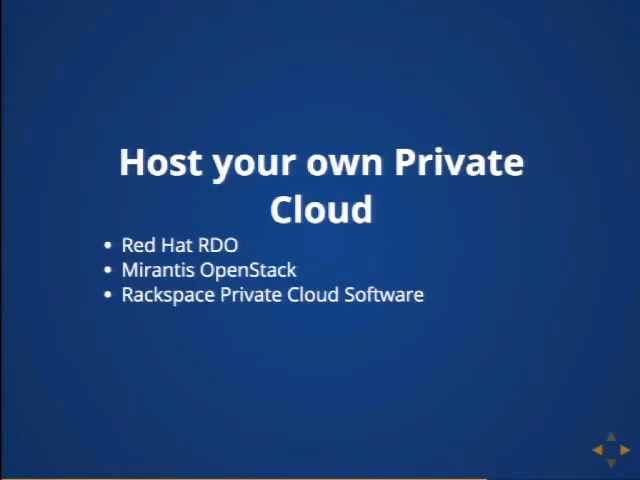 Host your own Private
Cloud
• Red Hat RDO
• Mirantis OpenStack
• Rackspace Private Cloud Software